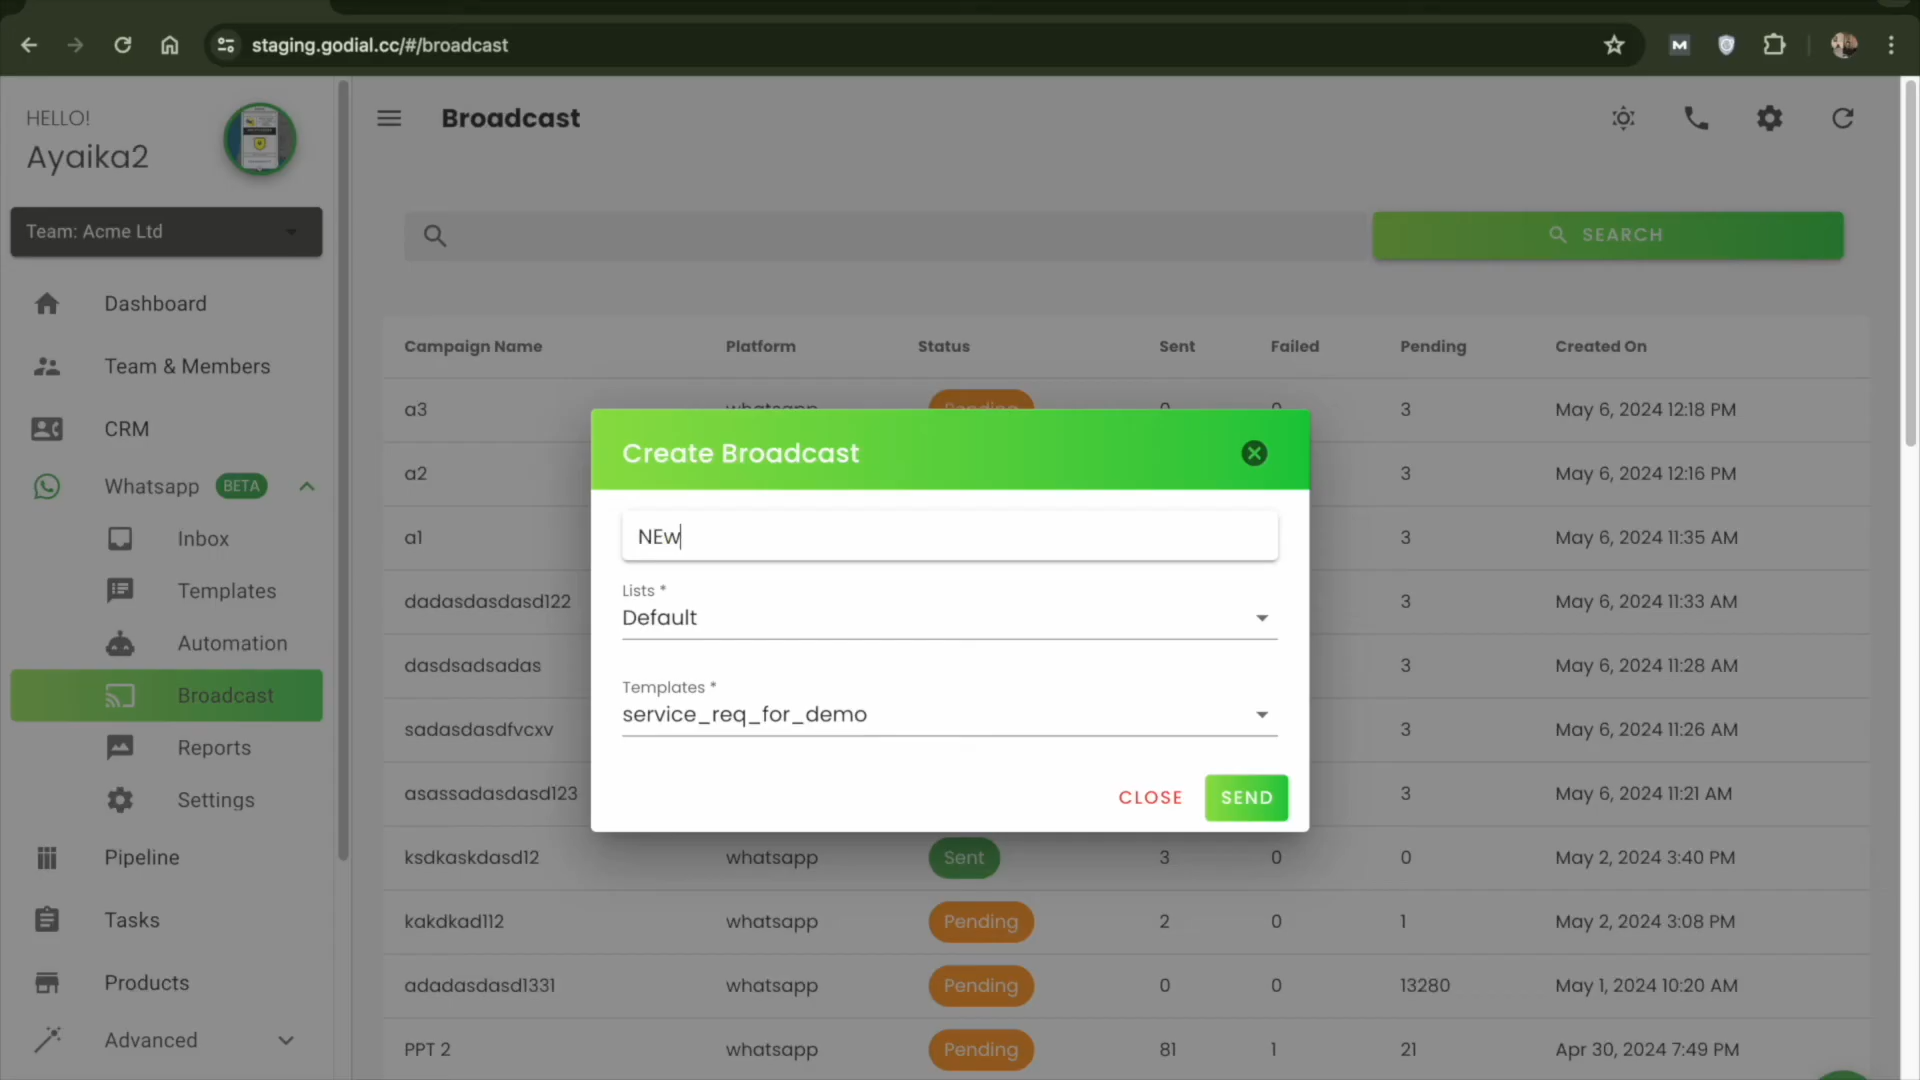 staging.godial.cc/#/broadcast
HELLO!
Ayaika2
Team: Acme Ltd
Dashboard
Team & Members
CRM
Whatsapp BETA
Inbox
Templates
Automation
Broadcast
Reports
Settings
Pipeline
Tasks
Products
Advanced
Broadcast
SEARCH
Campaign Name Platform Status Sent Failed Pending Created On
a3 whatsapp Pending 0 0 3 May 6, 2024 12:18 PM
a2 3 May 6, 2024 12:16 PM
a1 3 May 6, 2024 11:35 AM
dadasdasdasd122 3 May 6, 2024 11:33 AM
dasdsadsadas 3 May 6, 2024 11:28 AM
sadasdasdfvcxv 3 May 6, 2024 11:26 AM
asassadasdasd123 3 May 6, 2024 11:21 AM
ksdkaskdasd12 whatsapp Sent 3 0 0 May 2, 2024 3:40 PM
kakdkad112 whatsapp Pending 2 0 1 May 2, 2024 3:08 PM
adadasdasd1331 whatsapp Pending 0 0 13280 May 1, 2024 10:20 AM
PPT 2 whatsapp Pending 81 1 21 Apr 30, 2024 7:49 PM
Create Broadcast
NEw
Lists *
Default
Templates *
service_req_for_demo
CLOSE SEND